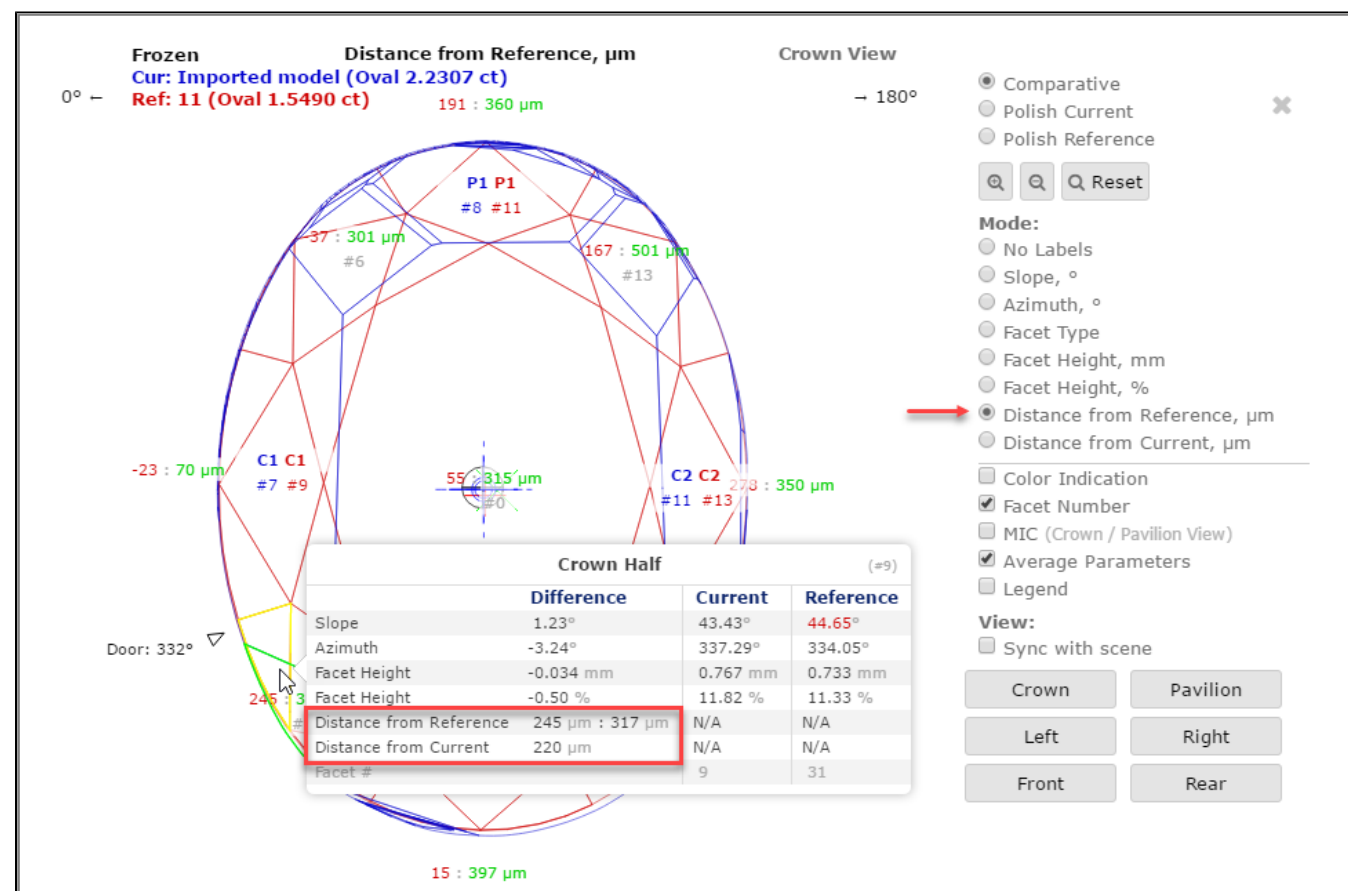 Frozen Distance from Reference, µm Crown View
Cur: Imported model (Oval 2.2307 ct)
0° ← Ref: 11 (Oval 1.5490 ct) → 180°
191 : 360 µm
P1 P1
#8 #11
-37 : 301 µm
#6
167 : 501 µm
#13
C1 C1
#7 #9
-23 : 70 µm
55 : 315 µm
#0
C2 C2
#11 #13
278 : 350 µm
Door: 332°
245 : 3
#
15 : 397 µm
Crown Half (#9)
Difference Current Reference
Slope 1.23° 43.43° 44.65°
Azimuth -3.24° 337.29° 334.05°
Facet Height -0.034 mm 0.767 mm 0.733 mm
Facet Height -0.50 % 11.82 % 11.33 %
Distance from Reference 245 µm : 317 µm N/A N/A
Distance from Current 220 µm N/A N/A
Facet # 9 31
Comparative
Polish Current
Polish Reference
Reset
Mode:
No Labels
Slope, °
Azimuth, °
Facet Type
Facet Height, mm
Facet Height, %
Distance from Reference, µm
Distance from Current, µm
Color Indication
Facet Number
MIC (Crown / Pavilion View)
Average Parameters
Legend
View:
Sync with scene
Crown Pavilion
Left Right
Front Rear